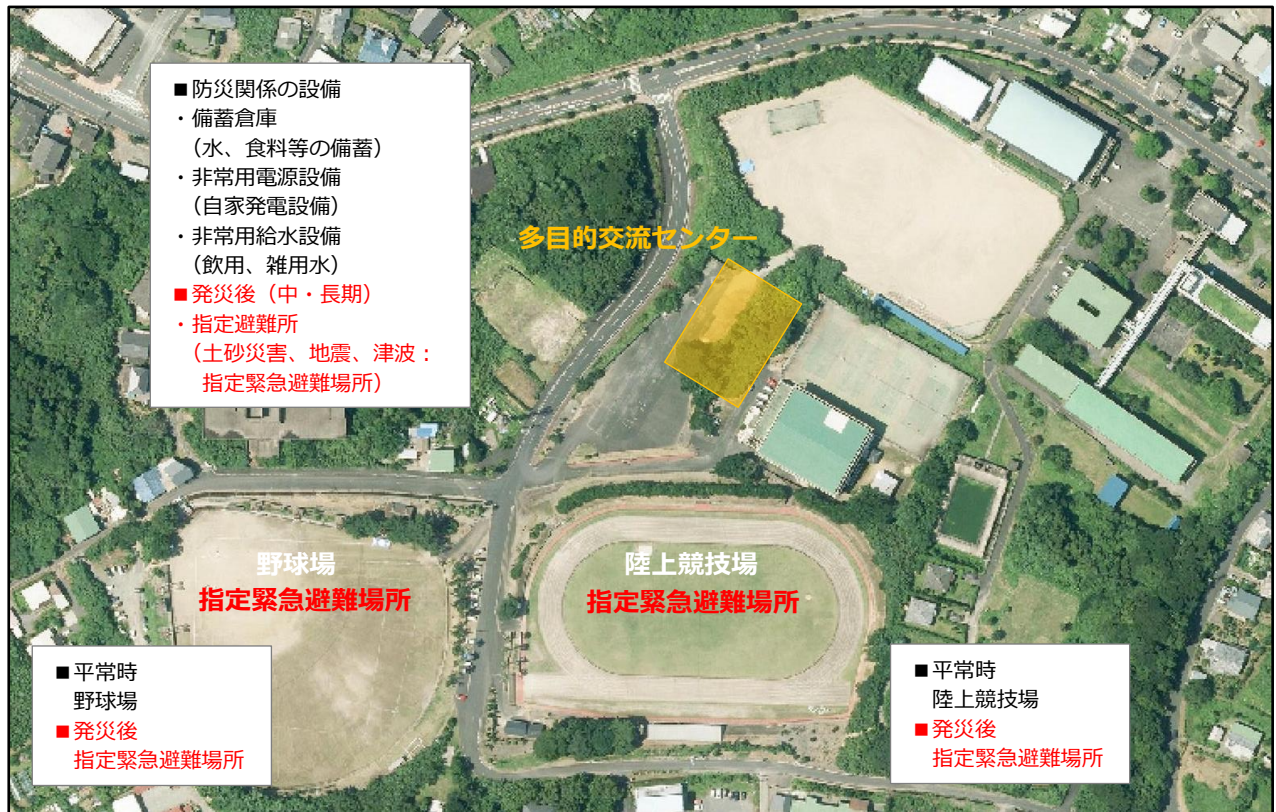 ■防災関係の設備
・備蓄倉庫
（水、食料等の備蓄）
・非常用電源設備
（自家発電設備）
・非常用給水設備
（飲用、雑用水）
■発災後（中・長期）
・指定避難所
（土砂災害、地震、津波：
指定緊急避難場所）
多目的交流センター
野球場
指定緊急避難場所
陸上競技場
指定緊急避難場所
■平常時
野球場
■発災後
指定緊急避難場所
■平常時
陸上競技場
■発災後
指定緊急避難場所